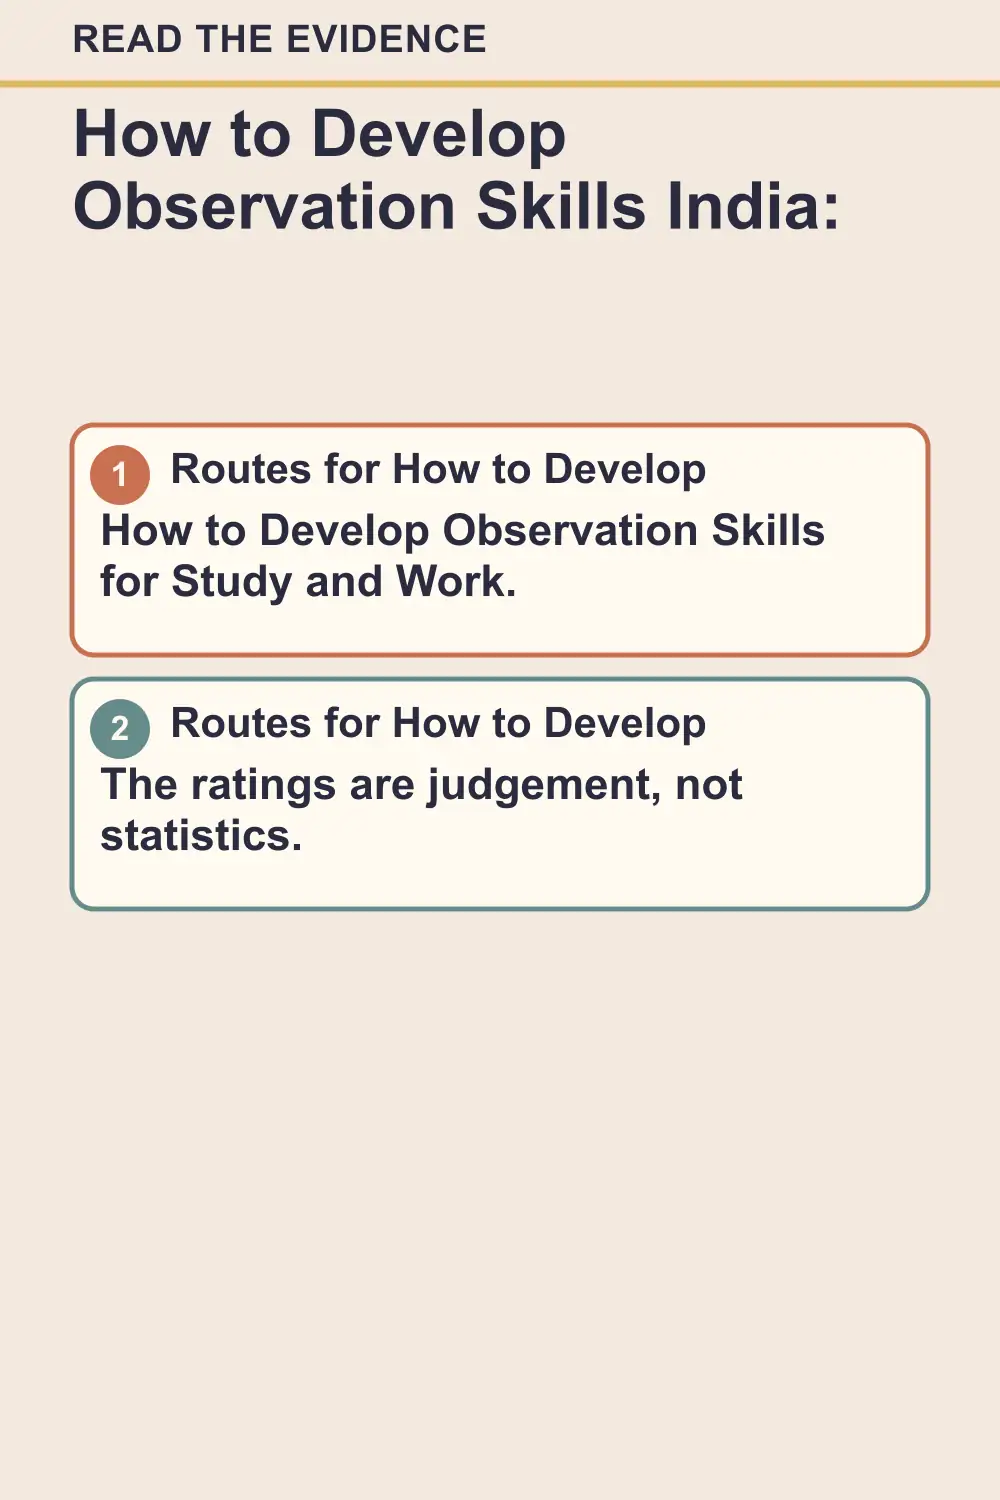 READ THE EVIDENCE
How to Develop
Observation Skills India:
1 Routes for How to Develop
How to Develop Observation Skills
for Study and Work.
2 Routes for How to Develop
The ratings are judgement, not
statistics.